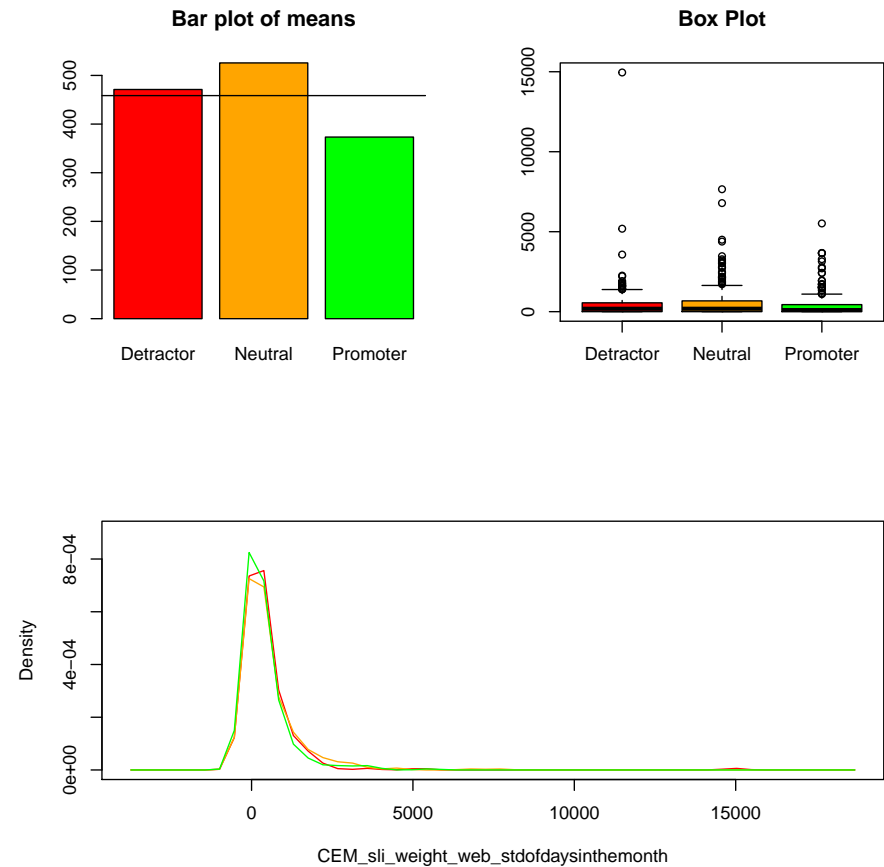 Bar plot of means
500
400
300
200
100
0
Detractor Neutral Promoter
Box Plot
15000
10000
5000
0
Detractor Neutral Promoter
Density
8e−04
4e−04
0e+00
0 5000 10000 15000
CEM_sli_weight_web_stdofdaysinthemonth